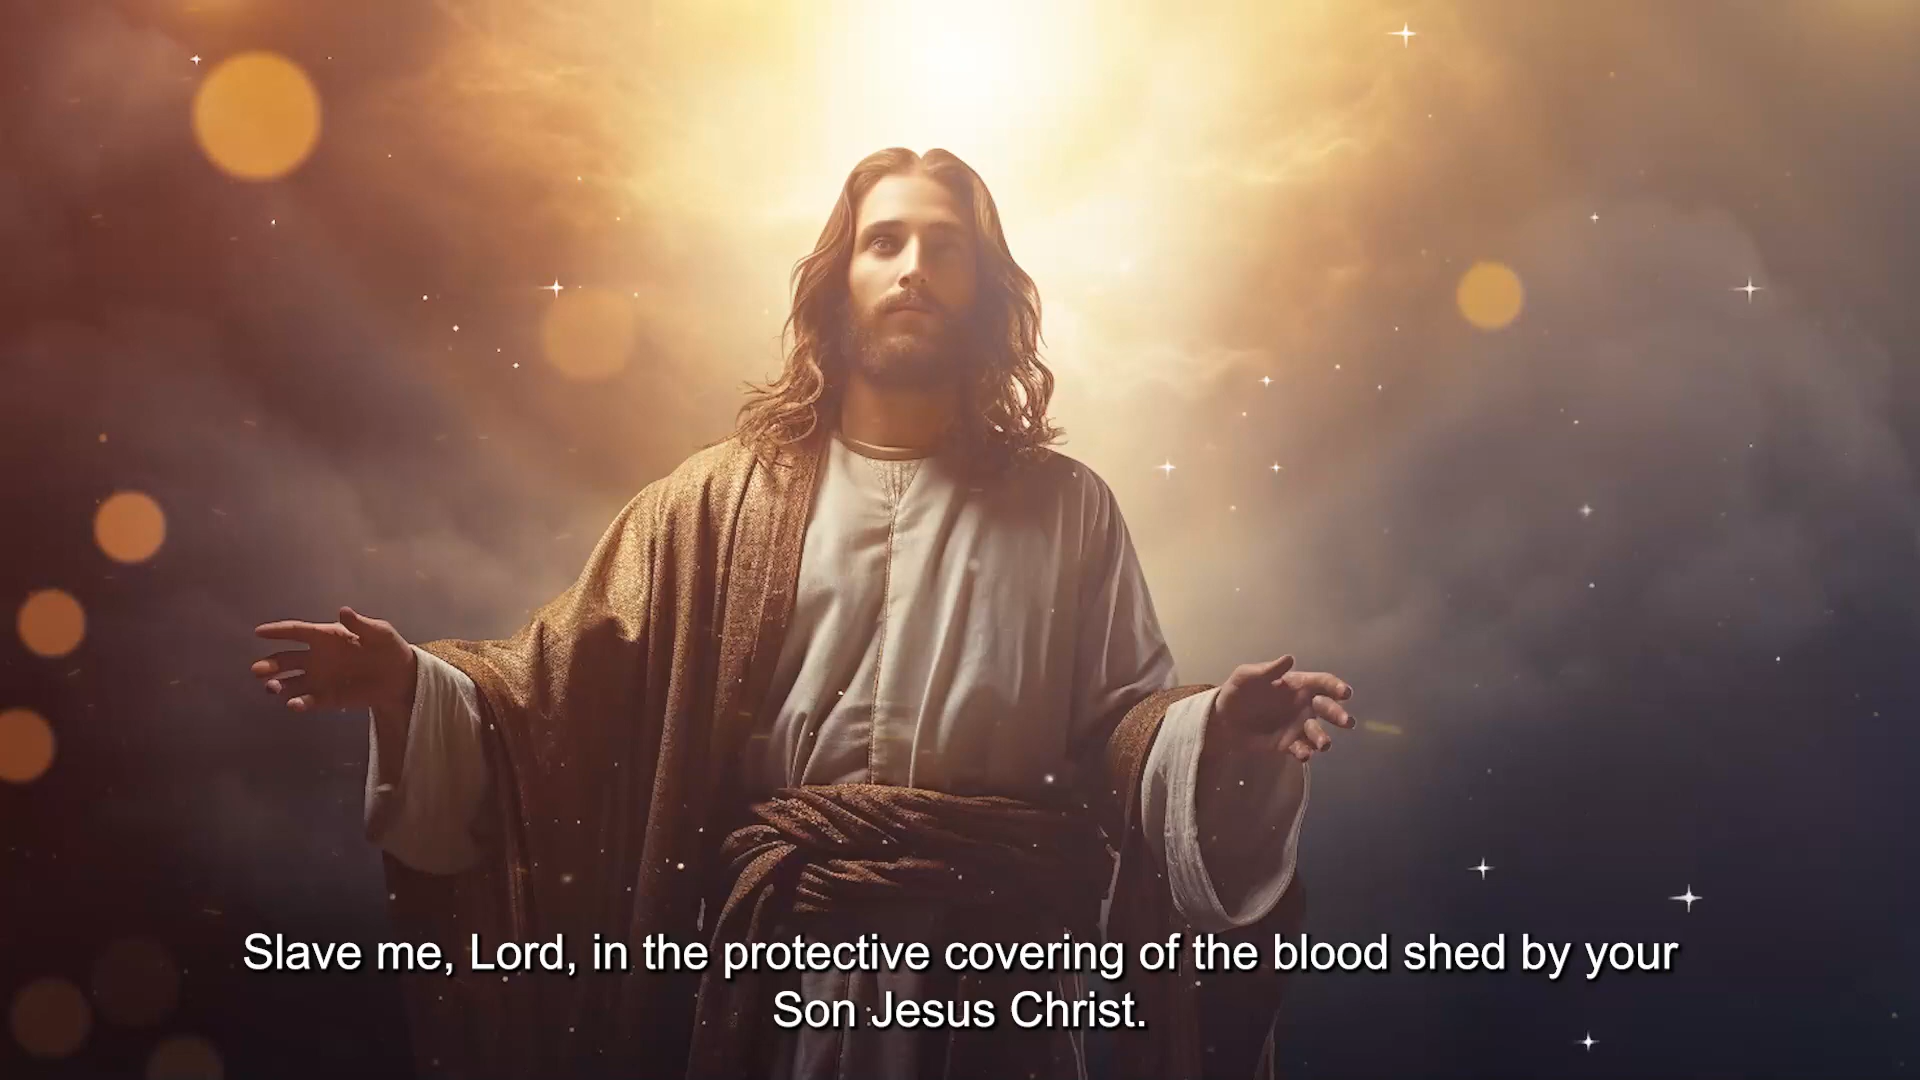 Slave me, Lord, in the protective covering of the blood shed by your
Son Jesus Christ.